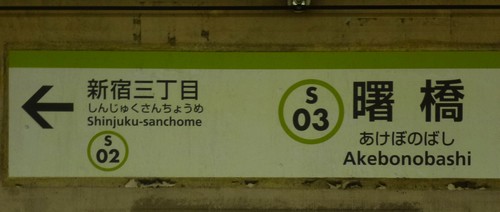 新宿三丁目
しんじゅくさんちょうめ
Shinjuku-sanchome
S
02
S
03
曙橋
あけぼのばし
Akebonobashi